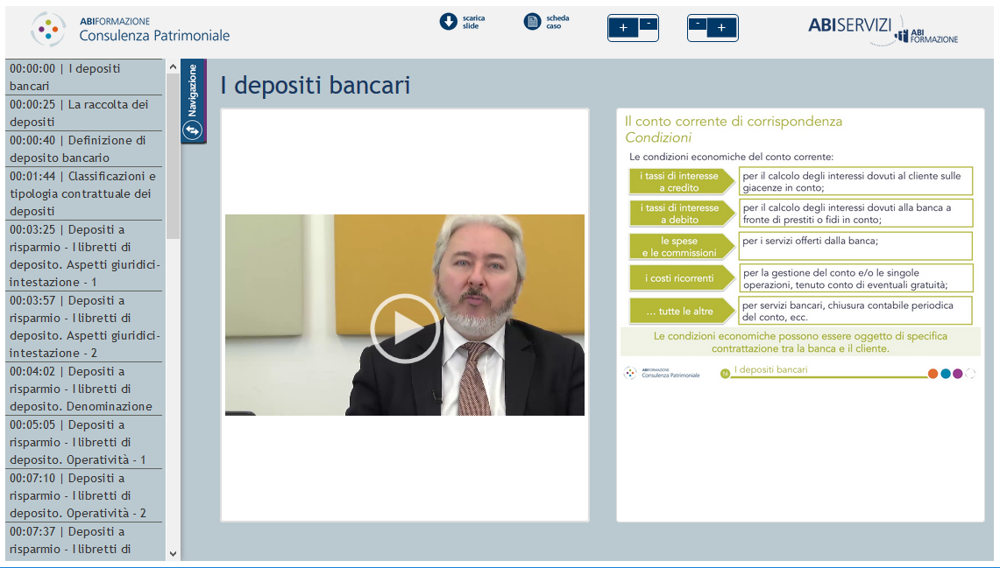 ABIFORMAZIONE
Consulenza Patrimoniale
scarica
slide
scheda
caso
+ -
- +
ABISERVIZI
ABI
FORMAZIONE
00:00:00 | I depositi
bancari
00:00:25 | La raccolta dei
depositi
00:00:40 | Definizione di
deposito bancario
00:01:44 | Classificazioni e
tipologia contrattuale dei
depositi
00:03:25 | Depositi a
risparmio - I libretti di
deposito. Aspetti giuridici-
intestazione - 1
00:03:57 | Depositi a
risparmio - I libretti di
deposito. Aspetti giuridici-
intestazione - 2
00:04:02 | Depositi a
risparmio - I libretti di
deposito. Denominazione
00:05:05 | Depositi a
risparmio - I libretti di
deposito. Operatività - 1
00:07:10 | Depositi a
risparmio - I libretti di
deposito. Operatività - 2
00:07:37 | Depositi a
risparmio - I libretti di
Navigazione
I depositi bancari
Il conto corrente di corrispondenza
Condizioni
Le condizioni economiche del conto corrente:
i tassi di interesse
a credito
per il calcolo degli interessi dovuti al cliente sulle
giacenze in conto;
i tassi di interesse
a debito
per il calcolo degli interessi dovuti alla banca a
fronte di prestiti o fidi in conto;
le spese
e le commissioni
per i servizi offerti dalla banca;
i costi ricorrenti
per la gestione del conto e/o le singole
operazioni, tenuto conto di eventuali gratuità;
... tutte le altre
per servizi bancari, chiusura contabile periodica
del conto, ecc.
Le condizioni economiche possono essere oggetto di specifica
contrattazione tra la banca e il cliente.
ABIFORMAZIONE
Consulenza Patrimoniale
I depositi bancari